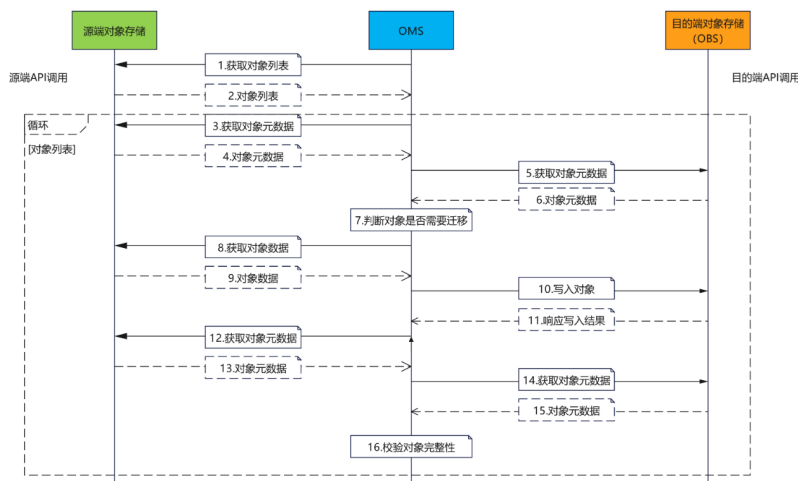 源端对象存储
OMS
目的端对象存储
（OBS）
源端API调用
目的端API调用
1.获取对象列表
2.对象列表
循环
[对象列表]
3.获取对象元数据
4.对象元数据
5.获取对象元数据
6.对象元数据
7.判断对象是否需要迁移
8.获取对象数据
9.对象数据
10.写入对象
11.响应写入结果
12.获取对象元数据
13.对象元数据
14.获取对象元数据
15.对象元数据
16.校验对象完整性